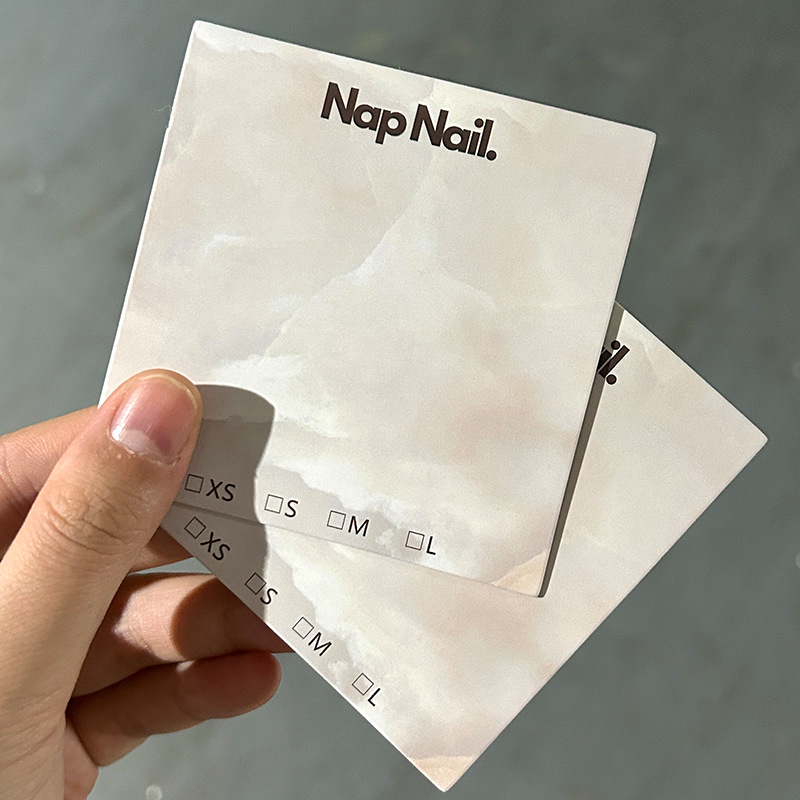 Nap Nail.
☐XS ☐S ☐M ☐L
il.
☐XS ☐S ☐M ☐L